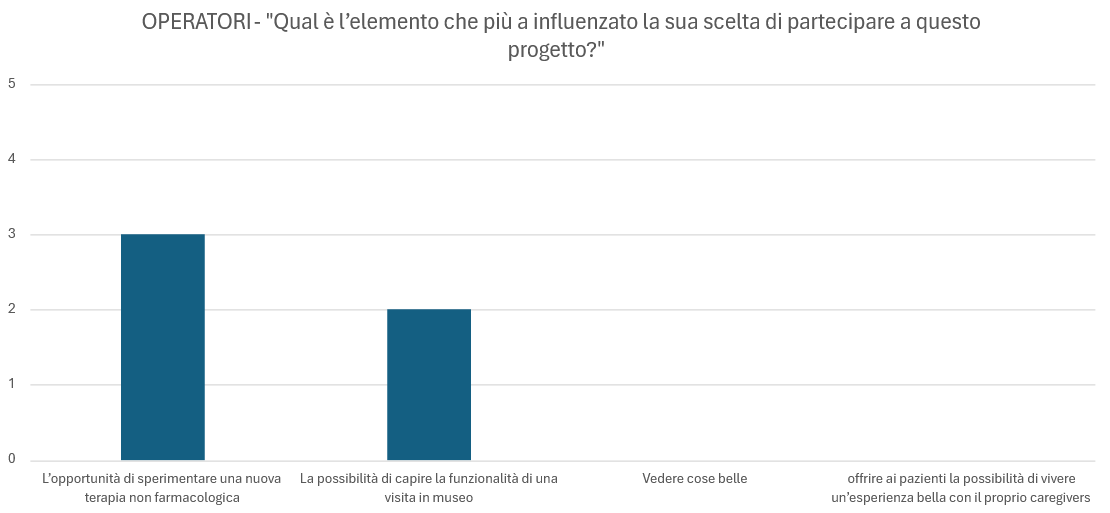 OPERATORI - "Qual è l’elemento che più a influenzato la sua scelta di partecipare a questo
progetto?"
5
4
3
2
1
0
L’opportunità di sperimentare una nuova
terapia non farmacologica
La possibilità di capire la funzionalità di una
visita in museo
Vedere cose belle
offrire ai pazienti la possibilità di vivere
un’esperienza bella con il proprio caregivers